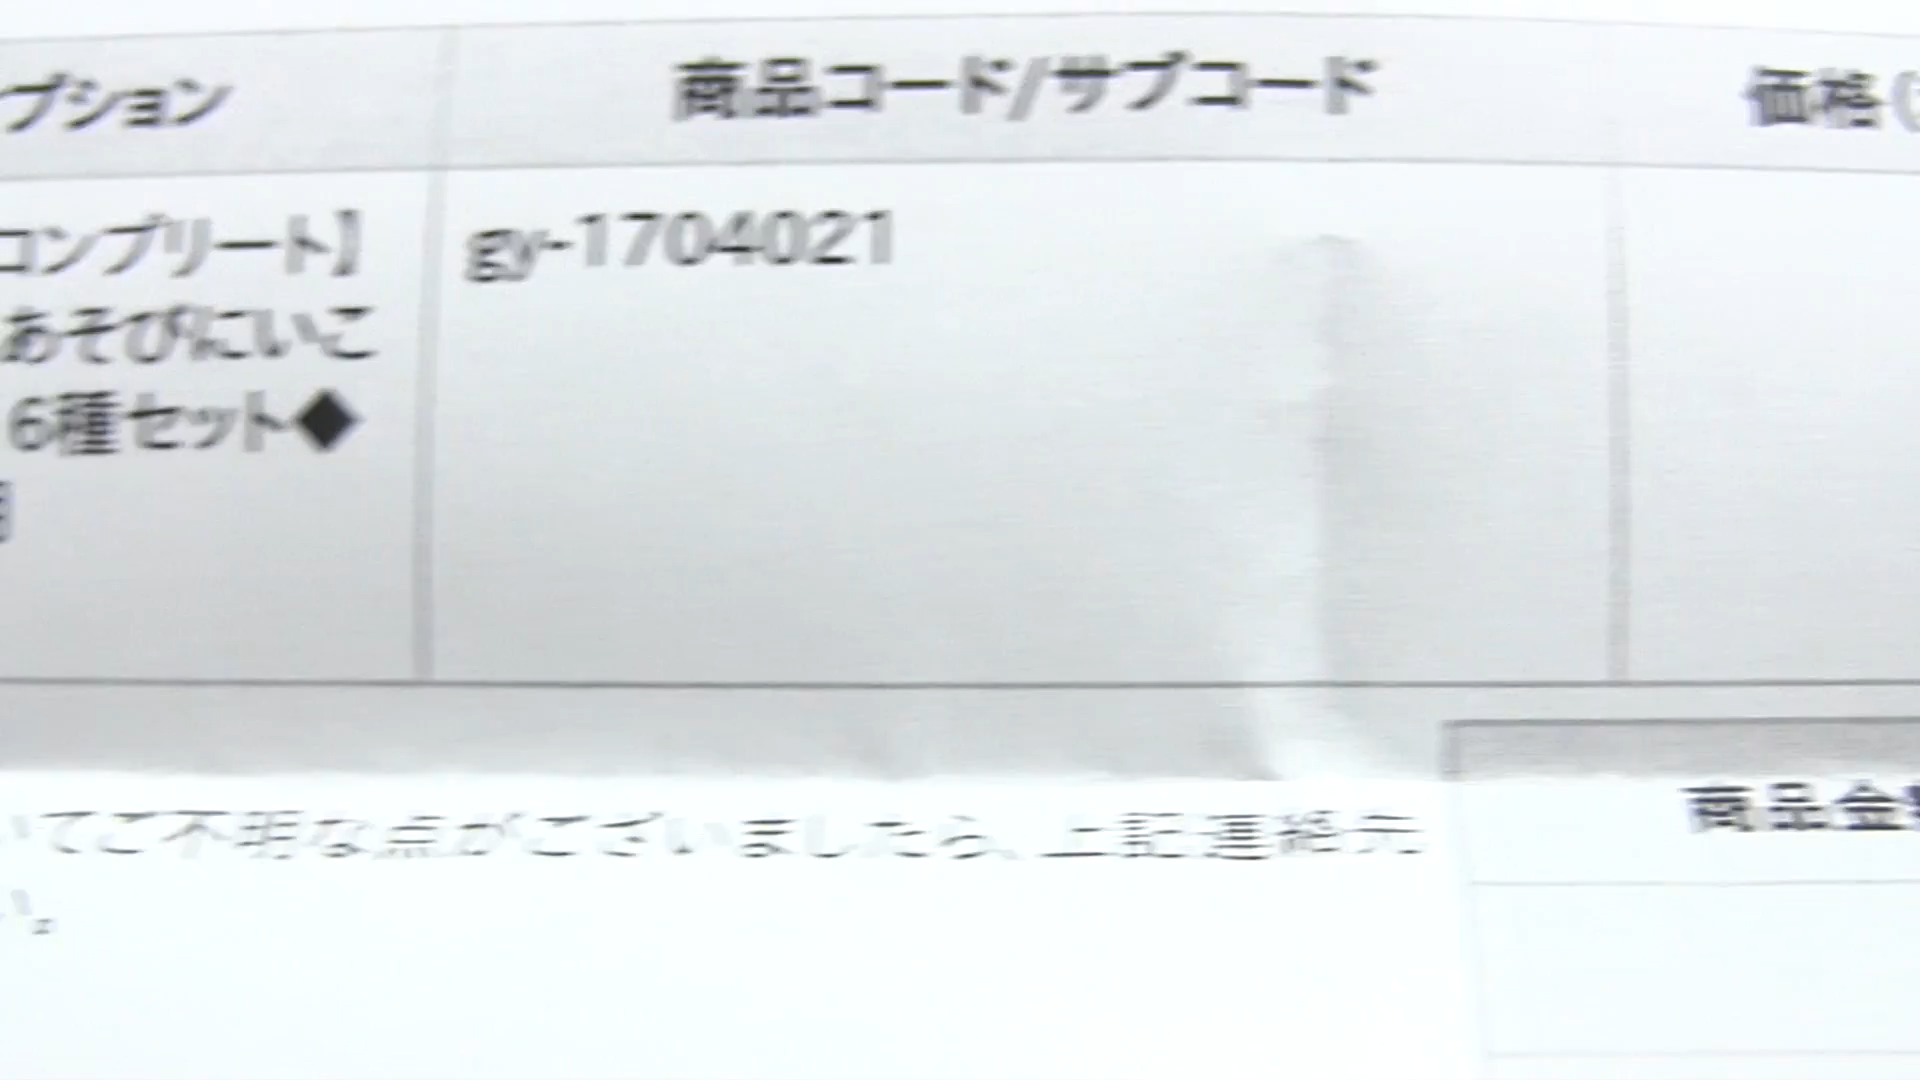 プション
商品コード/サブコード
価格(
コンプリート】
gy-1704021
あそびにいこ
6種セット◆
いてご不明な点がございましたら、上記連絡先
い。
商品金